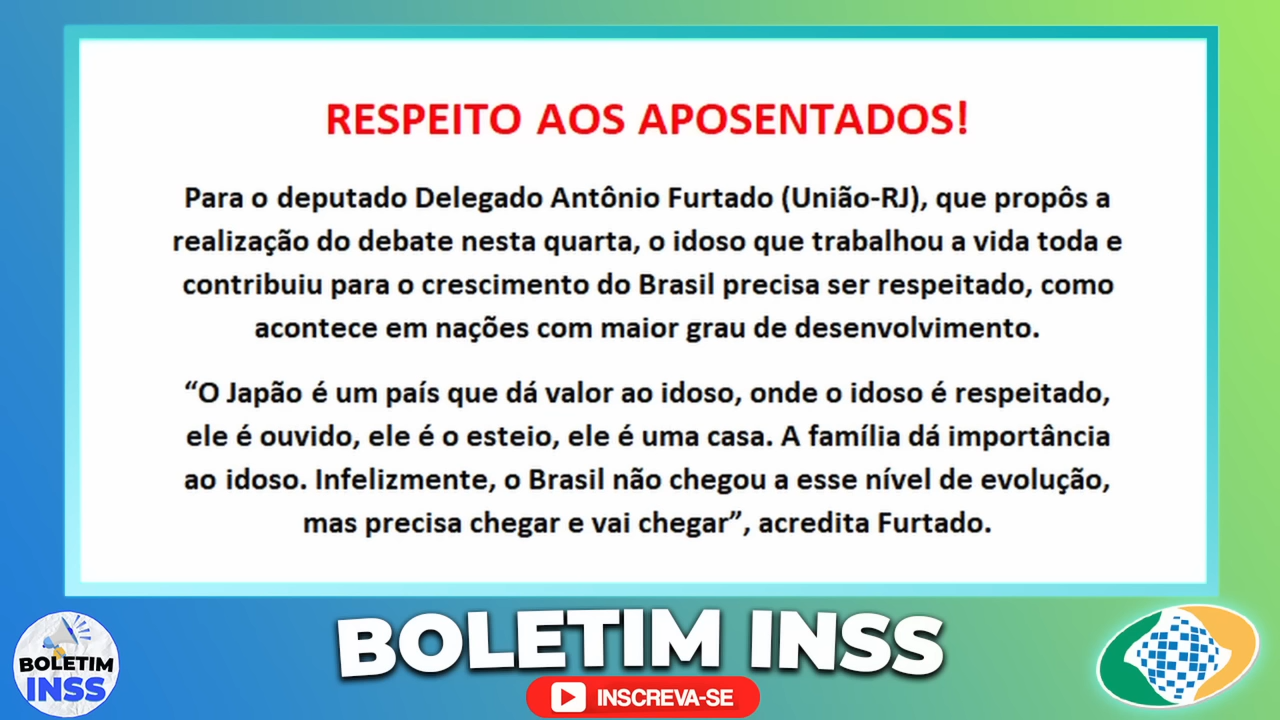 RESPEITO AOS APOSENTADOS!
Para o deputado Delegado Antônio Furtado (União-RJ), que propôs a
realização do debate nesta quarta, o idoso que trabalhou a vida toda e
contribuiu para o crescimento do Brasil precisa ser respeitado, como
acontece em nações com maior grau de desenvolvimento.
“O Japão é um país que dá valor ao idoso, onde o idoso é respeitado,
ele é ouvido, ele é o esteio, ele é uma casa. A família dá importância
ao idoso. Infelizmente, o Brasil não chegou a esse nível de evolução,
mas precisa chegar e vai chegar”, acredita Furtado.
BOLETIM INSS
INSCREVA-SE
BOLETIM
INSS